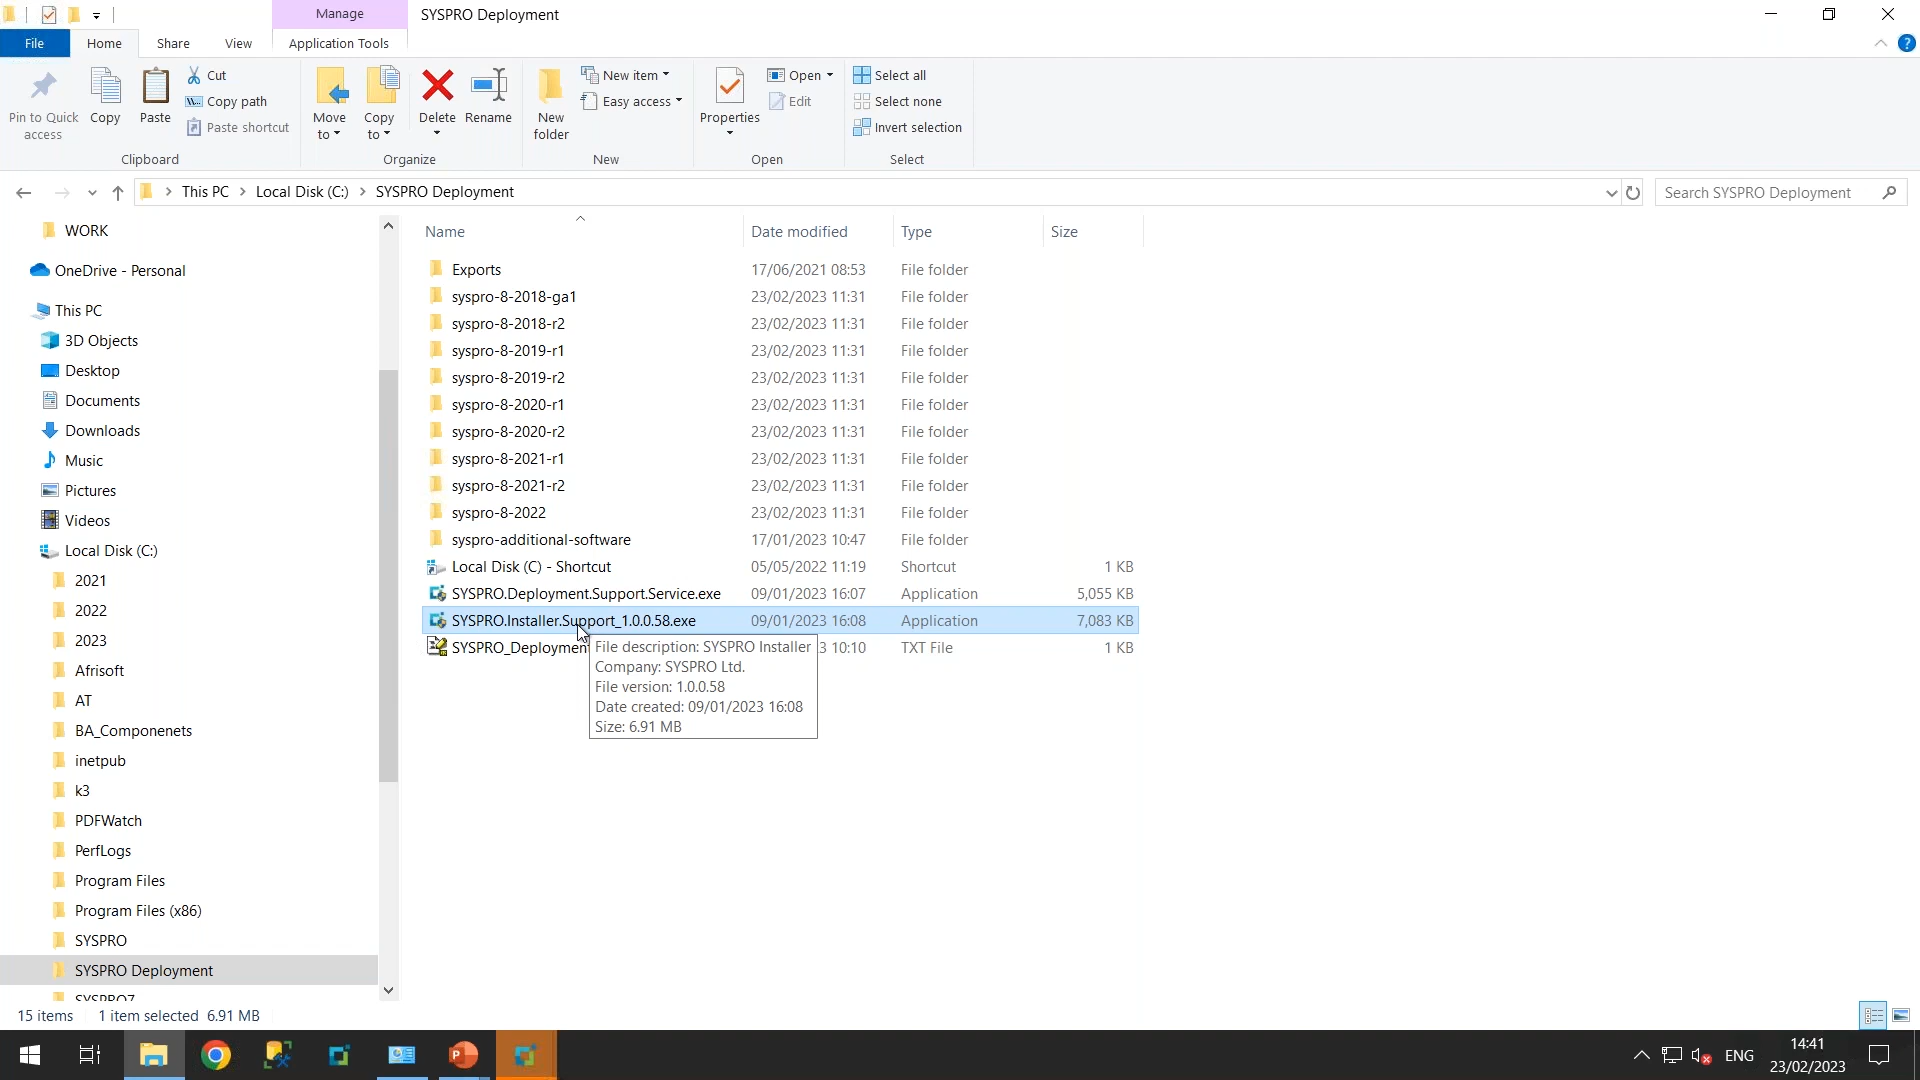 Manage
SYSPRO Deployment
File
Home
Share
View
Application Tools
Pin to Quick access
Copy
Paste
Cut
Copy path
Paste shortcut
Clipboard
Move to
Copy to
Delete
Rename
Organize
New folder
New item
Easy access
New
Properties
Open
Edit
Open
Select all
Select none
Invert selection
Select
This PC > Local Disk (C:) > SYSPRO Deployment
Search SYSPRO Deployment
WORK
OneDrive - Personal
This PC
3D Objects
Desktop
Documents
Downloads
Music
Pictures
Videos
Local Disk (C:)
2021
2022
2023
Afrisoft
AT
BA_Componenets
inetpub
k3
PDFWatch
PerfLogs
Program Files
Program Files (x86)
SYSPRO
SYSPRO Deployment
SYSPRO7
Name Date modified Type Size
Exports 17/06/2021 08:53 File folder
syspro-8-2018-ga1 23/02/2023 11:31 File folder
syspro-8-2018-r2 23/02/2023 11:31 File folder
syspro-8-2019-r1 23/02/2023 11:31 File folder
syspro-8-2019-r2 23/02/2023 11:31 File folder
syspro-8-2020-r1 23/02/2023 11:31 File folder
syspro-8-2020-r2 23/02/2023 11:31 File folder
syspro-8-2021-r1 23/02/2023 11:31 File folder
syspro-8-2021-r2 23/02/2023 11:31 File folder
syspro-8-2022 23/02/2023 11:31 File folder
syspro-additional-software 17/01/2023 10:47 File folder
Local Disk (C) - Shortcut 05/05/2022 11:19 Shortcut 1 KB
SYSPRO.Deployment.Support.Service.exe 09/01/2023 16:07 Application 5,055 KB
SYSPRO.Installer.Support_1.0.0.58.exe 09/01/2023 16:08 Application 7,083 KB
SYSPRO_Deployment 3 10:10 TXT File 1 KB
File description: SYSPRO Installer
Company: SYSPRO Ltd.
File version: 1.0.0.58
Date created: 09/01/2023 16:08
Size: 6.91 MB
15 items 1 item selected 6.91 MB
ENG
14:41
23/02/2023